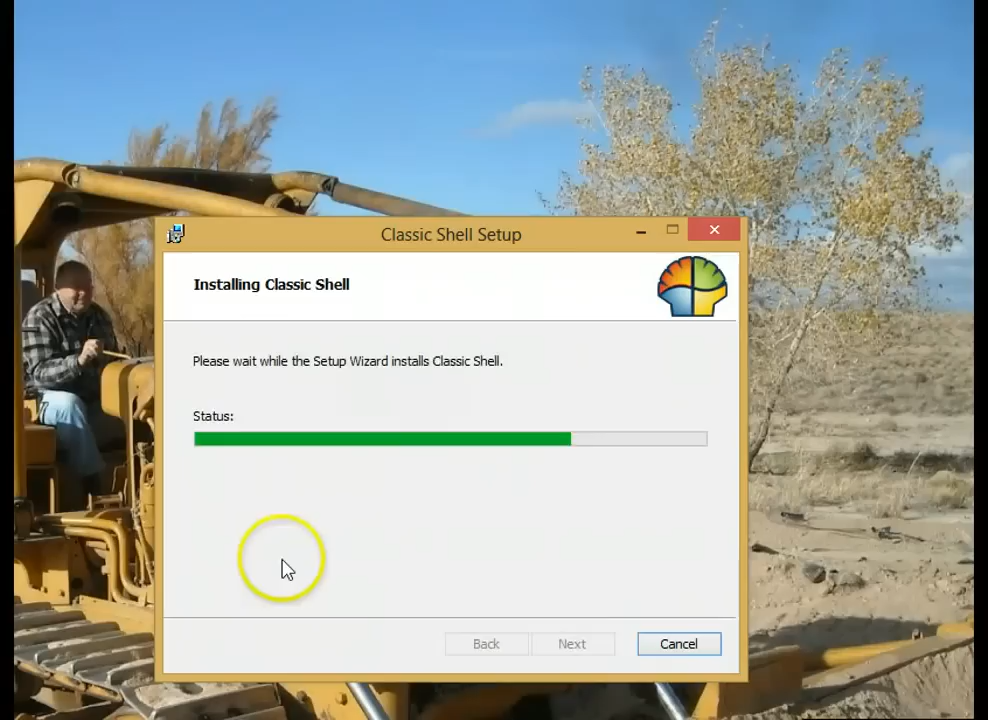 Classic Shell Setup
Installing Classic Shell
Please wait while the Setup Wizard installs Classic Shell.
Status:
Back
Next
Cancel